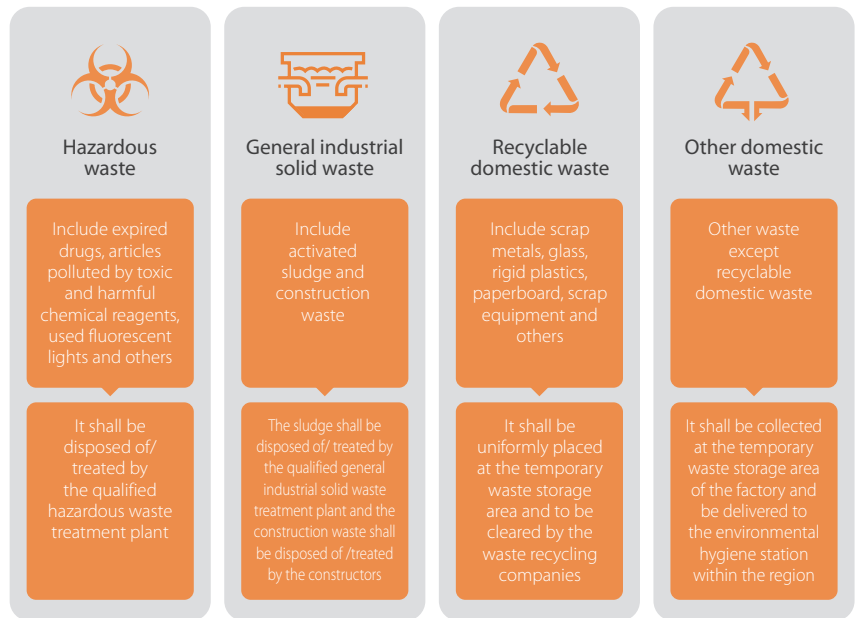 Hazardous
waste
Include expired
drugs, articles
polluted by toxic
and harmful
chemical reagents,
used fluorescent
lights and others
It shall be
disposed of/
treated by
the qualified
hazardous waste
treatment plant
General industrial
solid waste
Include
activated
sludge and
construction
waste
The sludge shall be
disposed of/ treated by
the qualified general
industrial solid waste
treatment plant and the
construction waste shall
be disposed of /treated
by the constructors
Recyclable
domestic waste
Include scrap
metals, glass,
rigid plastics,
paperboard, scrap
equipment and
others
It shall be
uniformly placed
at the temporary
waste storage
area and to be
cleared by the
waste recycling
companies
Other domestic
waste
Other waste
except
recyclable
domestic waste
It shall be collected
at the temporary
waste storage area
of the factory and
be delivered to
the environmental
hygiene station
within the region